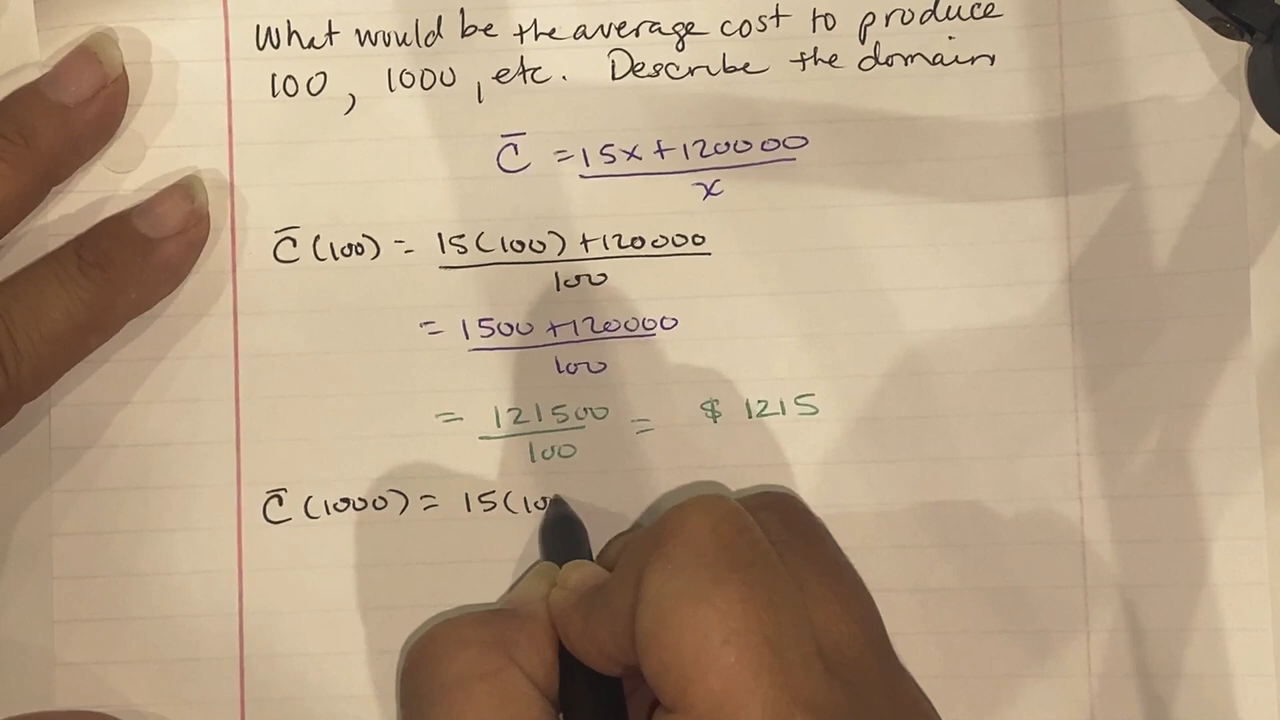 What would be the average cost to produce
100, 1000, etc. Describe the domain
C̄ = 15x + 120000
x
C̄ (100) = 15(100) + 120000
100
= 1500 + 120000
100
= 121500 = $ 1215
100
C̄ (1000) = 15(10